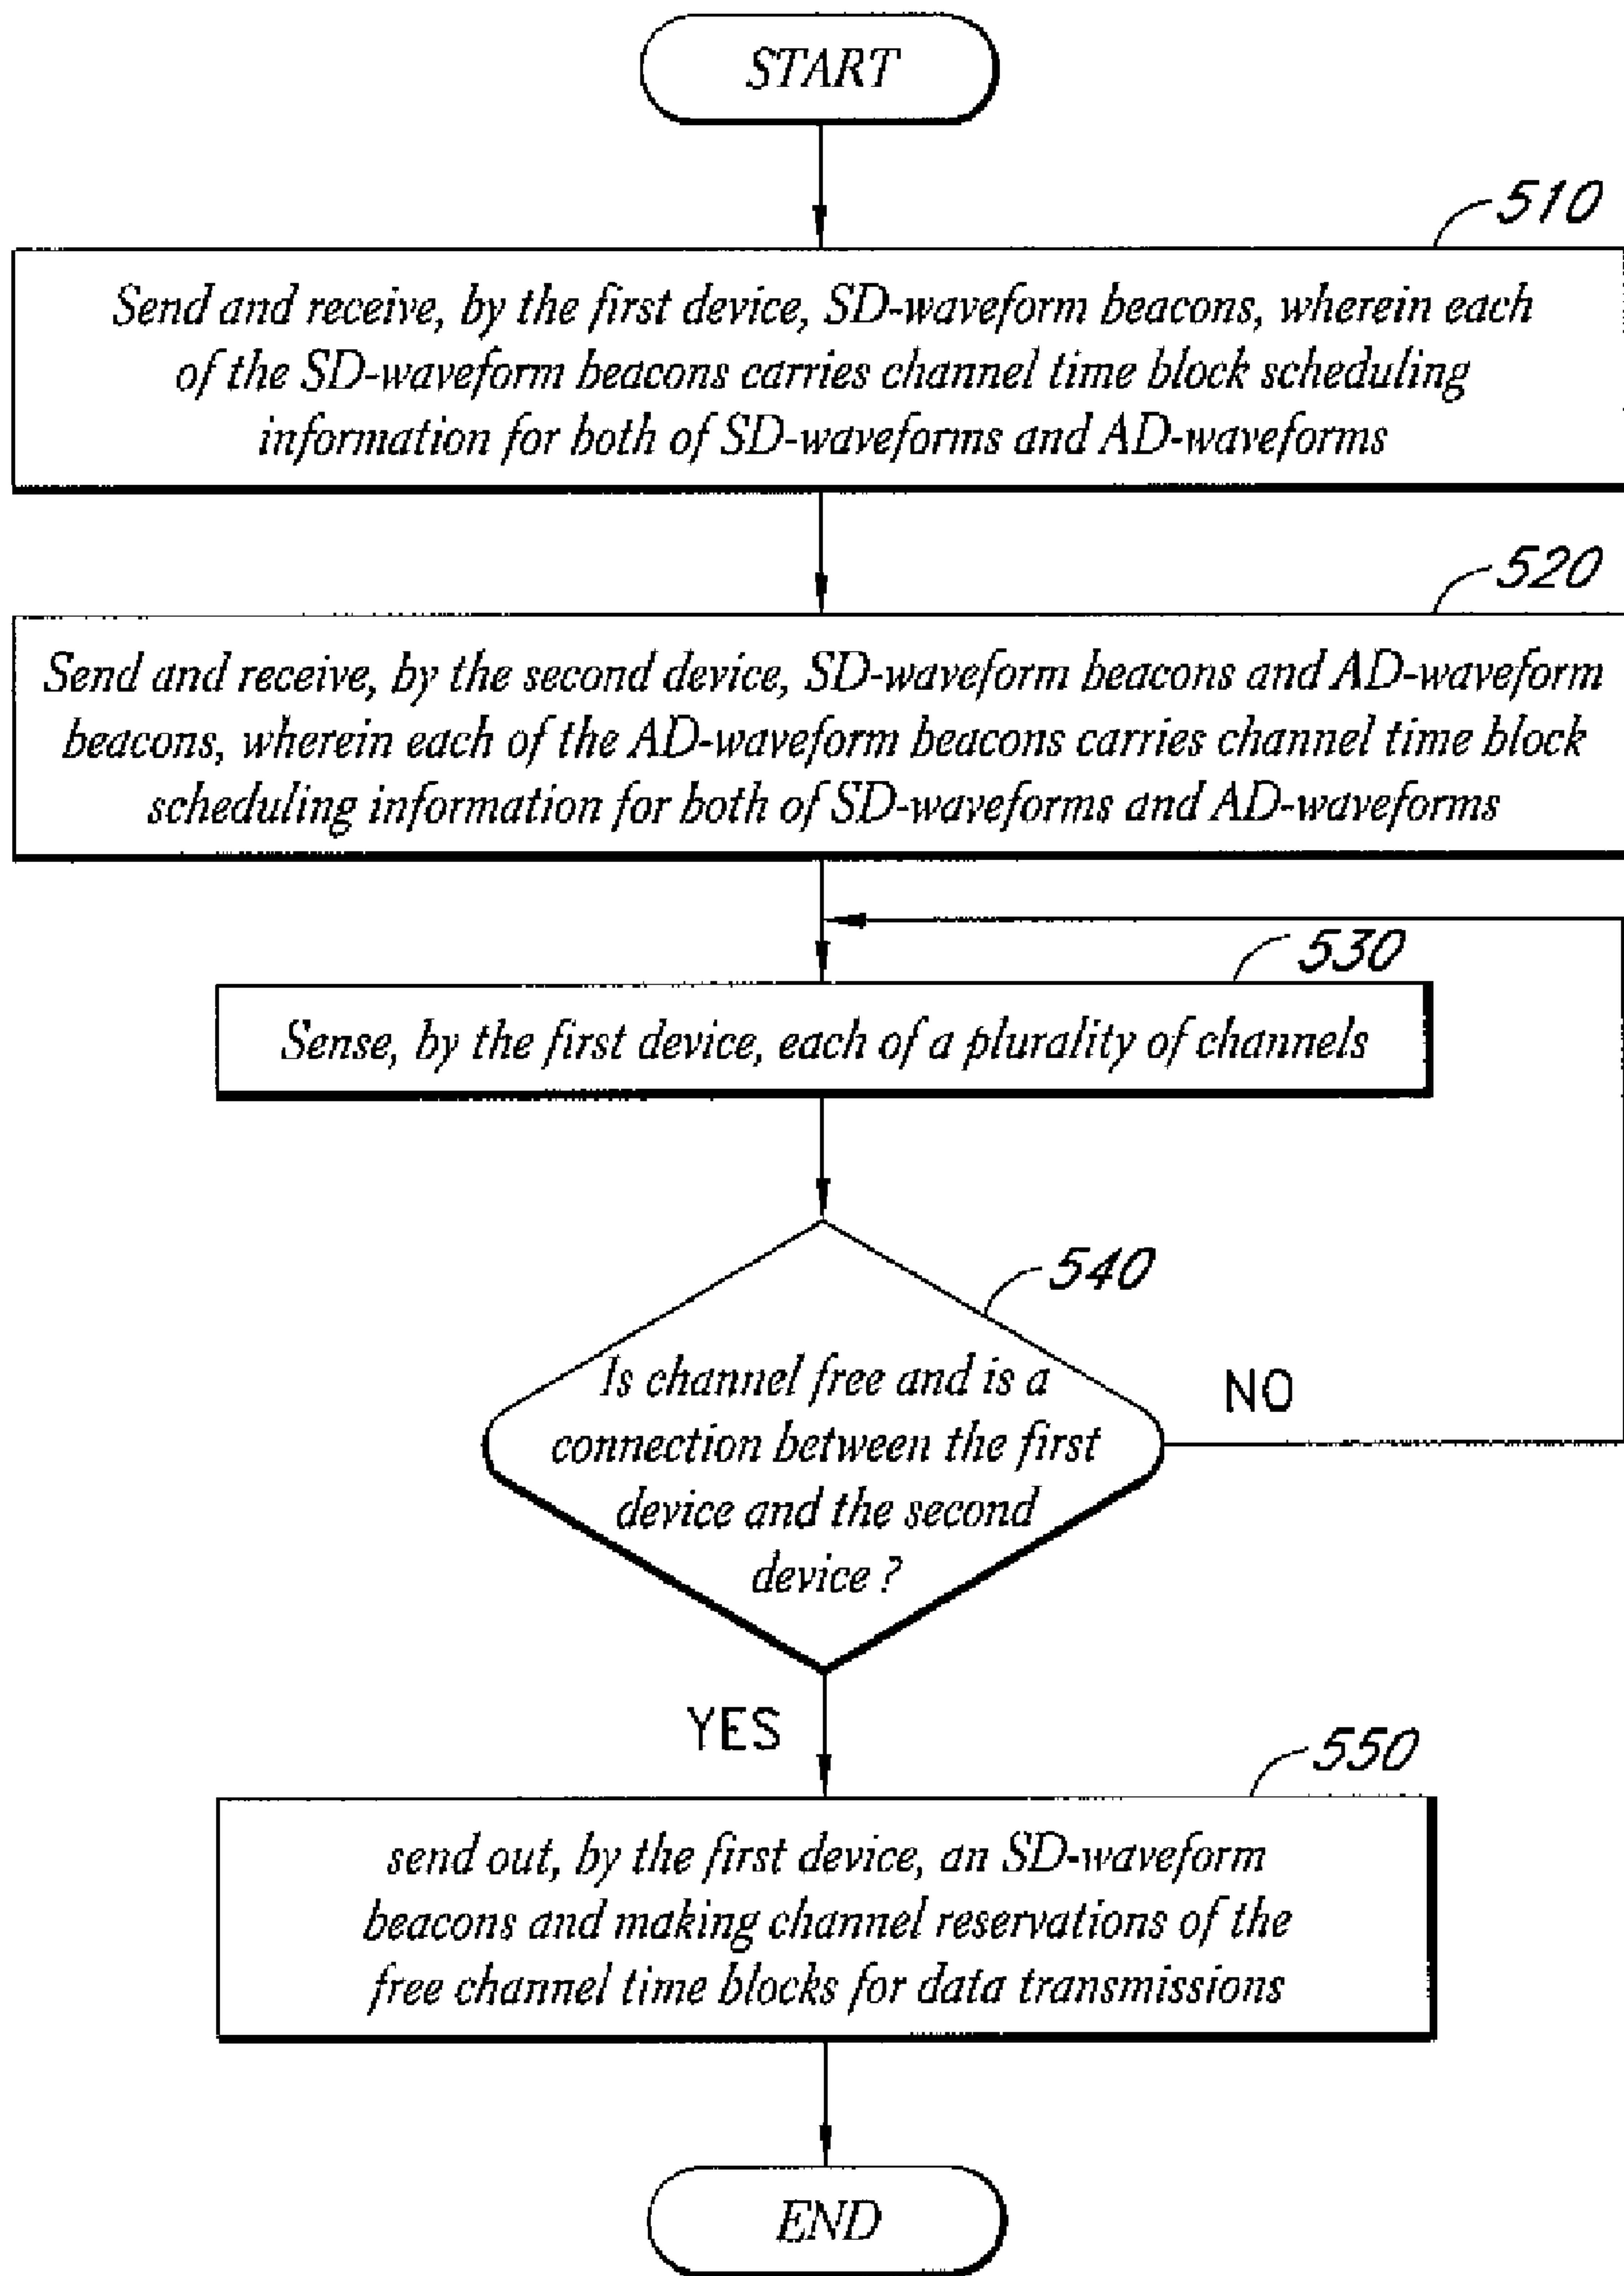 START
510
Send and receive, by the first device, SD-waveform beacons, wherein each
of the SD-waveform beacons carries channel time block scheduling
information for both of SD-waveforms and AD-waveforms
520
Send and receive, by the second device, SD-waveform beacons and AD-waveform
beacons, wherein each of the AD-waveform beacons carries channel time block
scheduling information for both of SD-waveforms and AD-waveforms
530
Sense, by the first device, each of a plurality of channels
540
Is channel free and is a
connection between the first
device and the second
device ?
NO
YES
550
send out, by the first device, an SD-waveform
beacons and making channel reservations of the
free channel time blocks for data transmissions
END